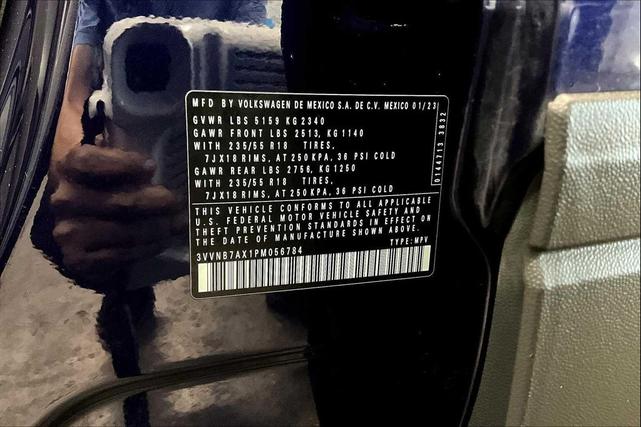 MFD BY VOLKSWAGEN DE MEXICO S.A. DE C.V. MEXICO 01/23
GVWR LBS 5159 KG 2340
GAWR FRONT LBS 2513, KG 1140
WITH 235/55 R18 TIRES,
7JX18 RIMS, AT 250 KPA, 36 PSI COLD
GAWR REAR LBS 2756, KG 1250
WITH 235/55 R18 TIRES,
7JX18 RIMS, AT 250 KPA, 36 PSI COLD
0144713 3832
THIS VEHICLE CONFORMS TO ALL APPLICABLE
U.S. FEDERAL MOTOR VEHICLE SAFETY AND
THEFT PREVENTION STANDARDS IN EFFECT ON
THE DATE OF MANUFACTURE SHOWN ABOVE.
3VVNB7AX1PM056784 TYPE: MPV